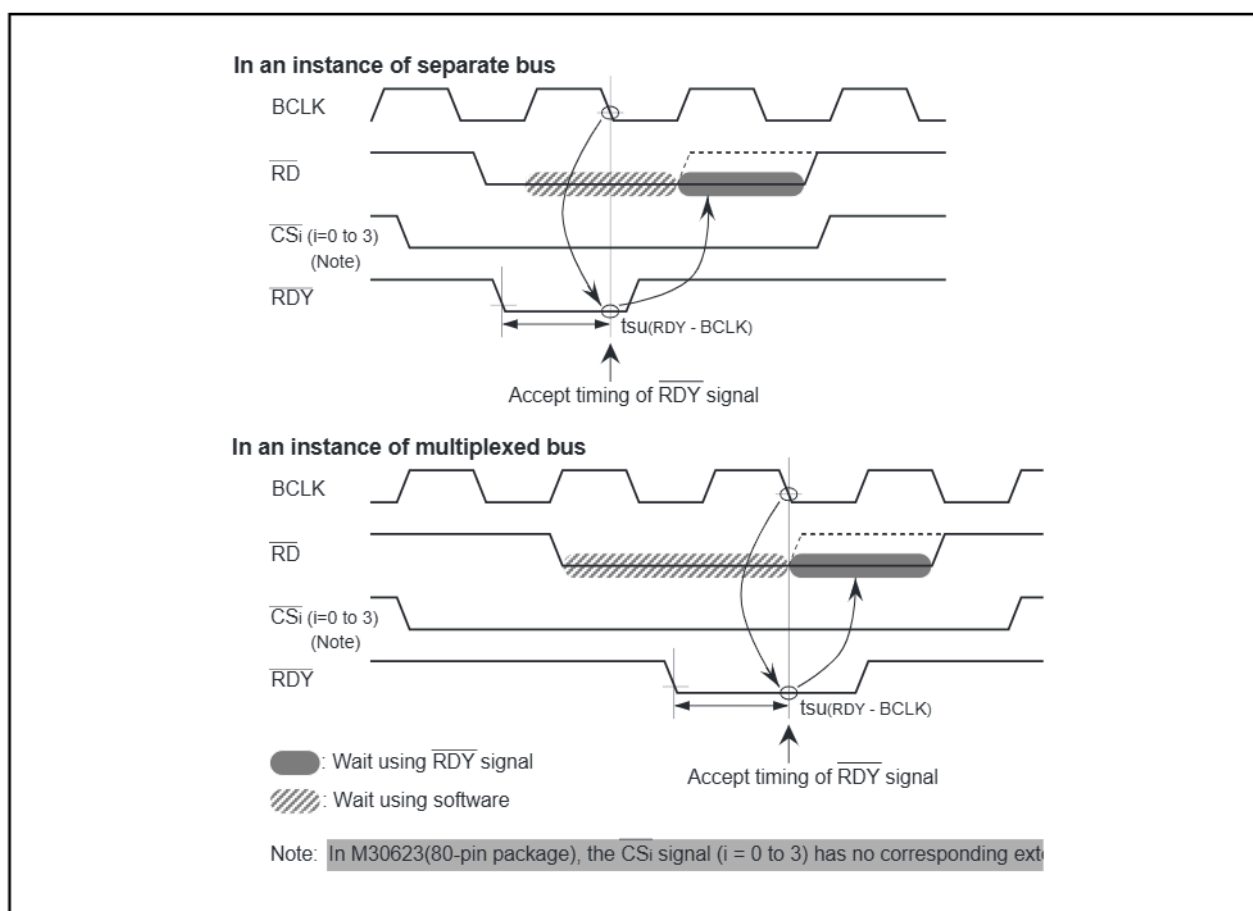 In an instance of separate bus
BCLK
RD
CSi (i=0 to 3)
(Note)
RDY
tsu(RDY - BCLK)
Accept timing of RDY signal
In an instance of multiplexed bus
BCLK
RD
CSi (i=0 to 3)
(Note)
RDY
tsu(RDY - BCLK)
Accept timing of RDY signal
: Wait using RDY signal
: Wait using software
Note: In M30623(80-pin package), the CSi signal (i = 0 to 3) has no corresponding